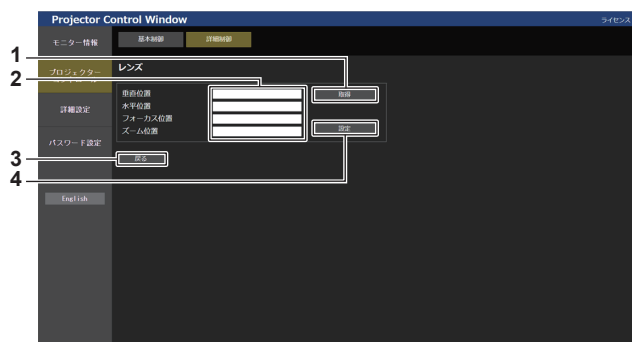 Projector Control Window
ライセンス
モニター情報
基本制御
詳細制御
1
2
プロジェクター
レンズ
垂直位置
取得
水平位置
詳細設定
フォーカス位置
ズーム位置
設定
パスワード設定
3
戻る
4
English